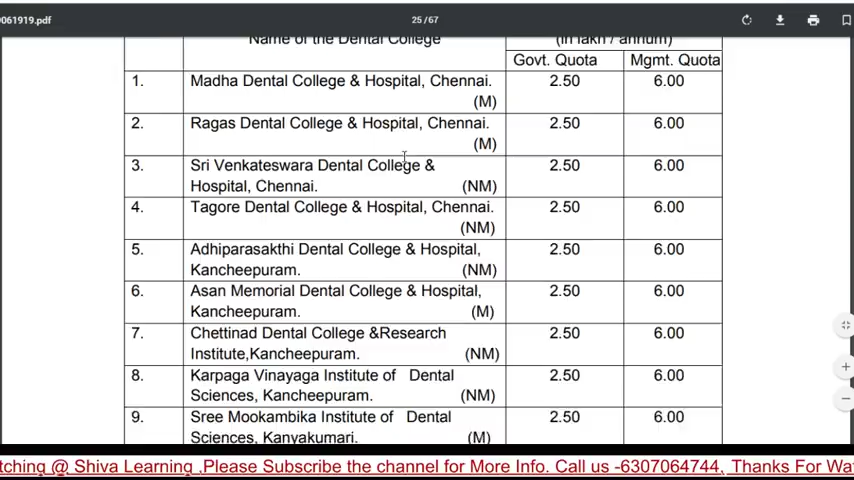 061919.pdf
25 / 67
Name of the Dental College
(in lakh / annum)
Govt. Quota Mgmt. Quota
1. Madha Dental College & Hospital, Chennai. (M) 2.50 6.00
2. Ragas Dental College & Hospital, Chennai. (M) 2.50 6.00
3. Sri Venkateswara Dental College & 2.50 6.00
Hospital, Chennai. (NM)
4. Tagore Dental College & Hospital, Chennai. (NM) 2.50 6.00
5. Adhiparasakthi Dental College & Hospital, 2.50 6.00
Kancheepuram. (NM)
6. Asan Memorial Dental College & Hospital, 2.50 6.00
Kancheepuram. (M)
7. Chettinad Dental College &Research 2.50 6.00
Institute,Kancheepuram. (NM)
8. Karpaga Vinayaga Institute of Dental 2.50 6.00
Sciences, Kancheepuram. (NM)
9. Sree Mookambika Institute of Dental 2.50 6.00
Sciences, Kanyakumari. (M)
tching @ Shiva Learning ,Please Subscribe the channel for More Info. Call us -6307064744, Thanks For Wa